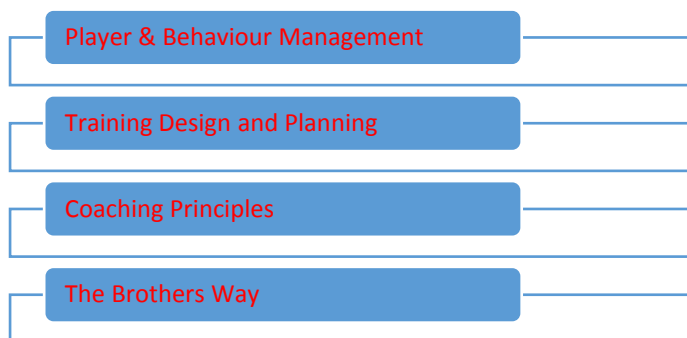 Player & Behaviour Management
Training Design and Planning
Coaching Principles
The Brothers Way